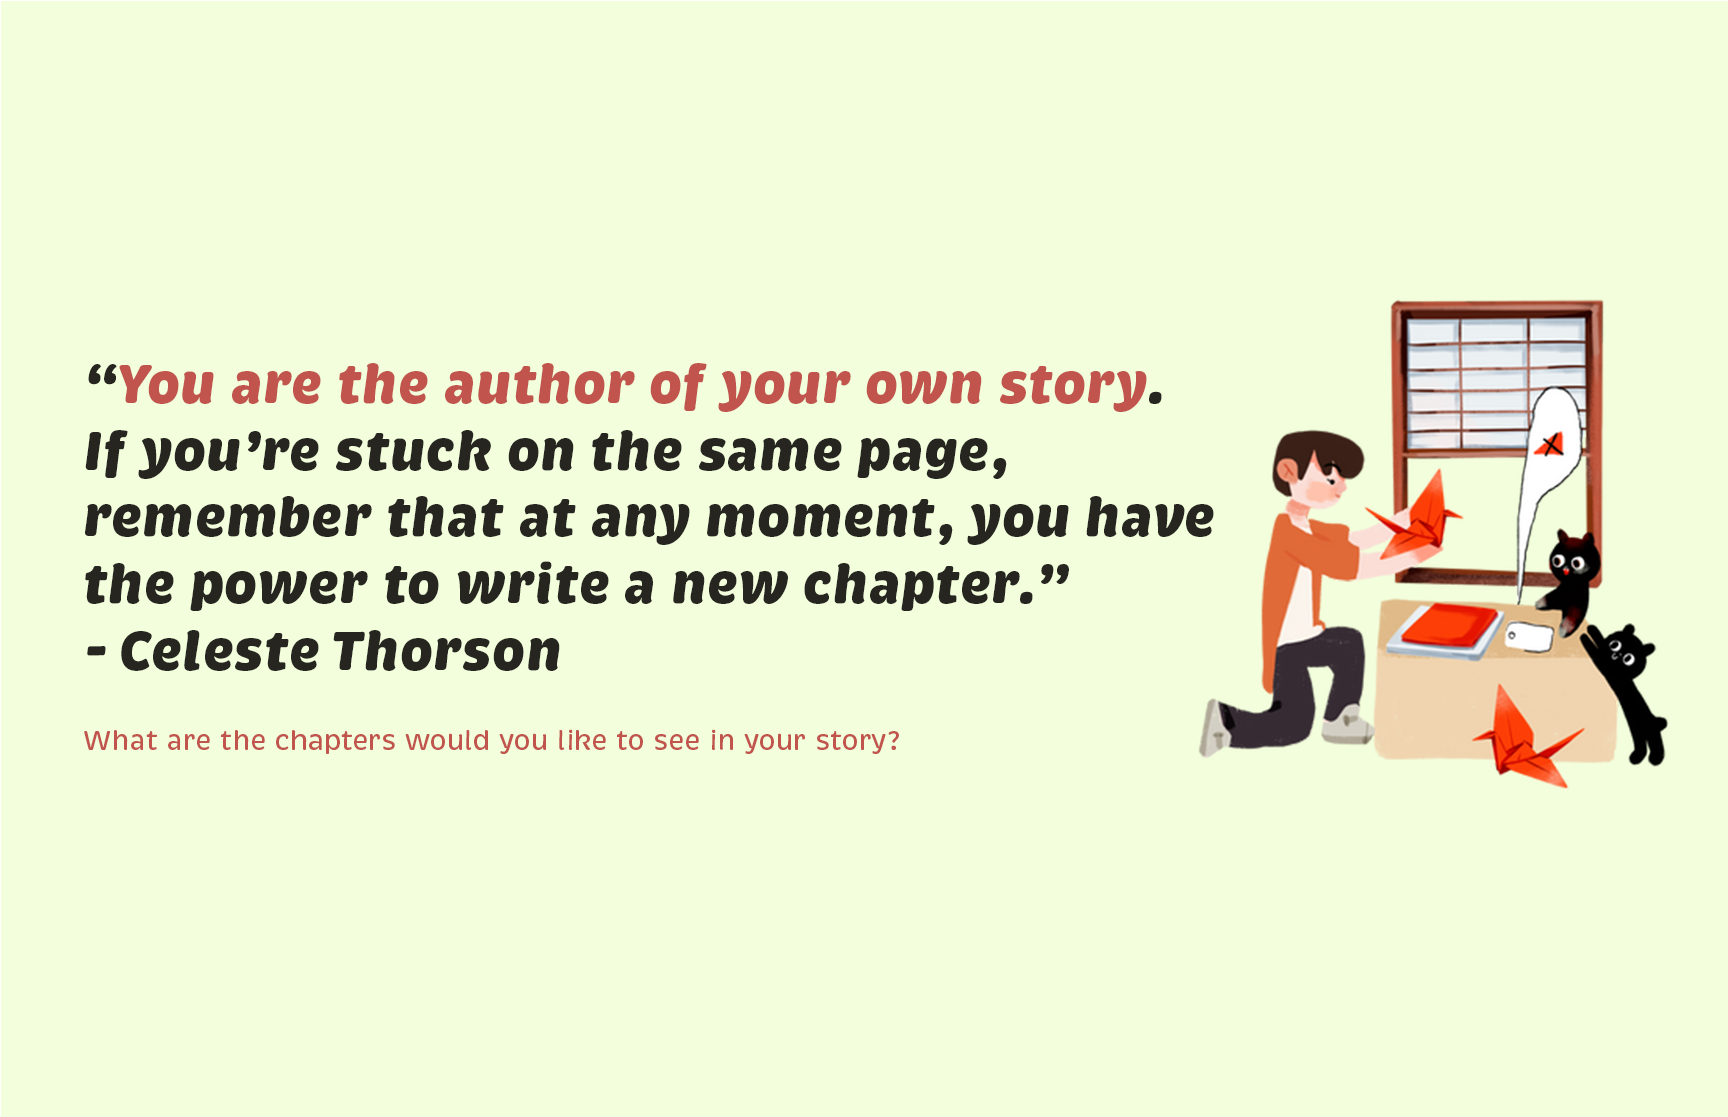 “You are the author of your own story.
If you’re stuck on the same page,
remember that at any moment, you have
the power to write a new chapter.”
- Celeste Thorson
What are the chapters would you like to see in your story?